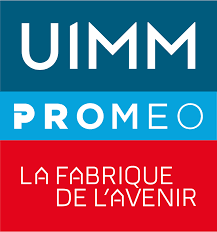 UIMM
PROMEO
LA FABRIQUE
DE L'AVENIR